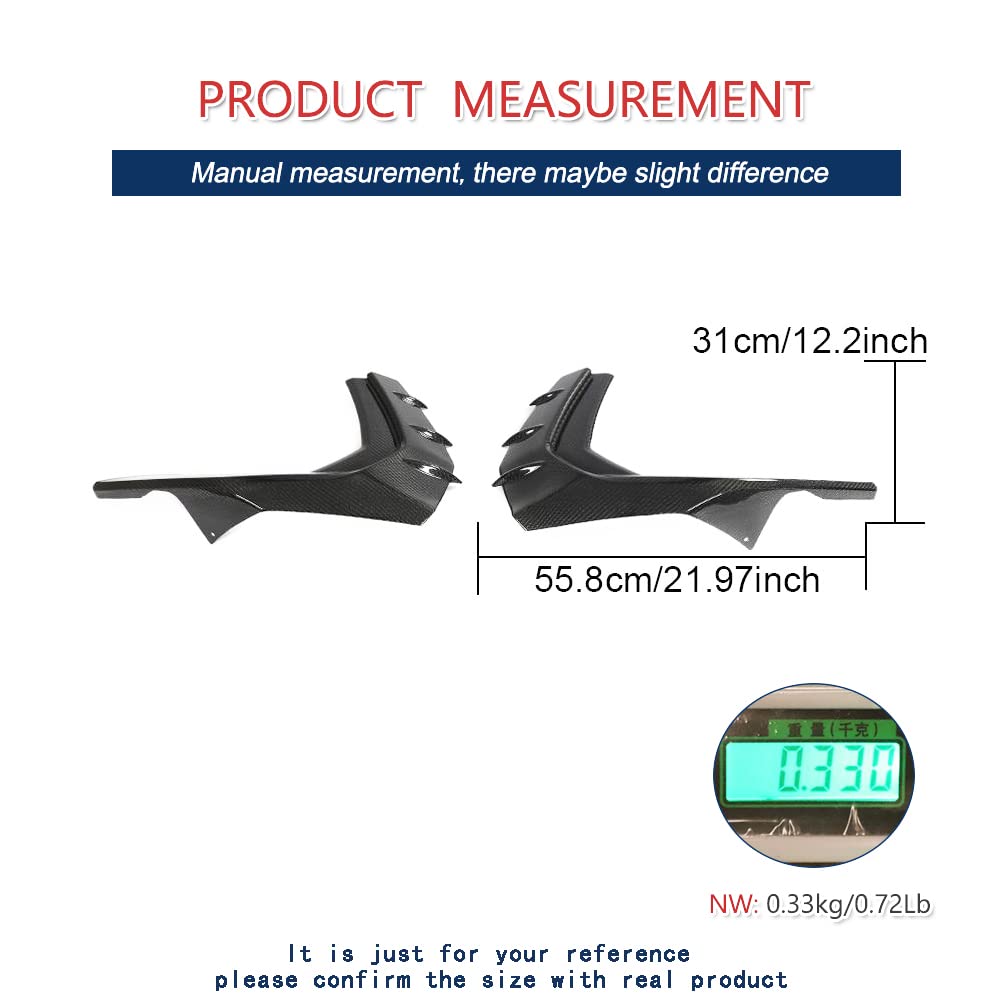 PRODUCT MEASUREMENT
Manual measurement, there maybe slight difference
31cm/12.2inch
55.8cm/21.97inch
重量(千克)
0.330
NW: 0.33kg/0.72Lb
It is just for your reference
please confirm the size with real product